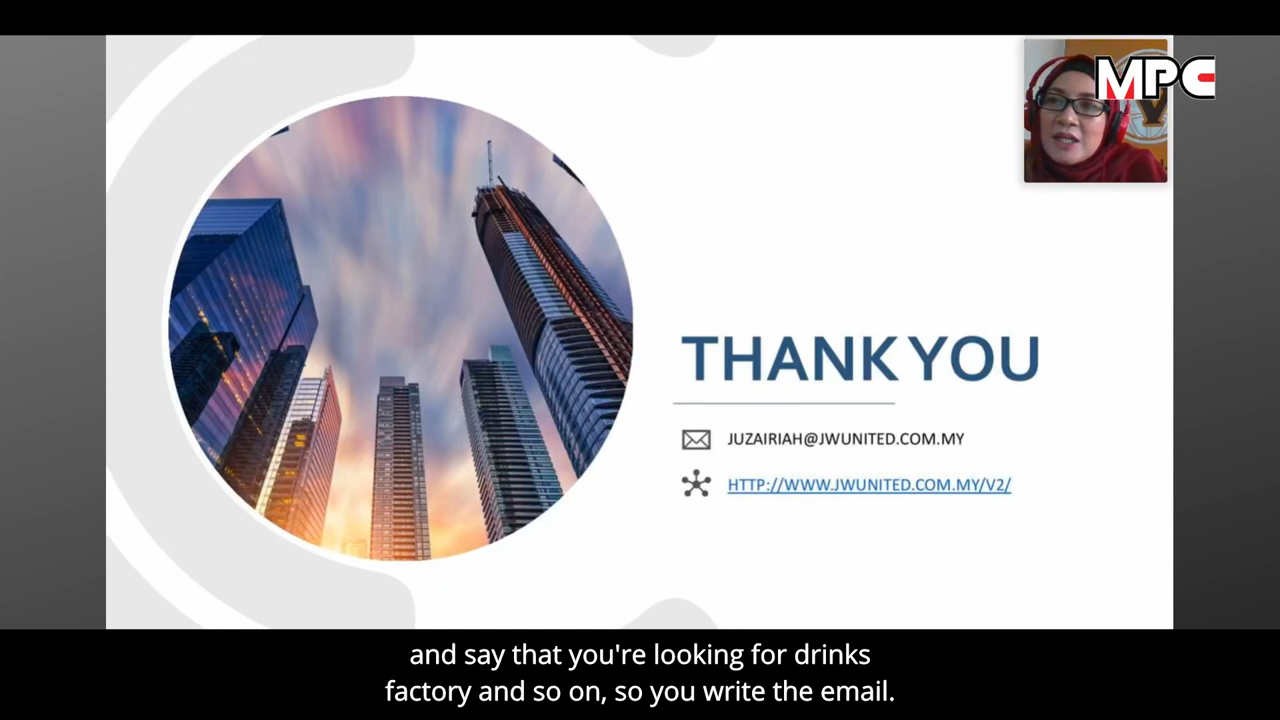 MPC
THANK YOU
JUZAIRIAH@JWUNITED.COM.MY
HTTP://WWW.JWUNITED.COM.MY/V2/
and say that you're looking for drinks
factory and so on, so you write the email.